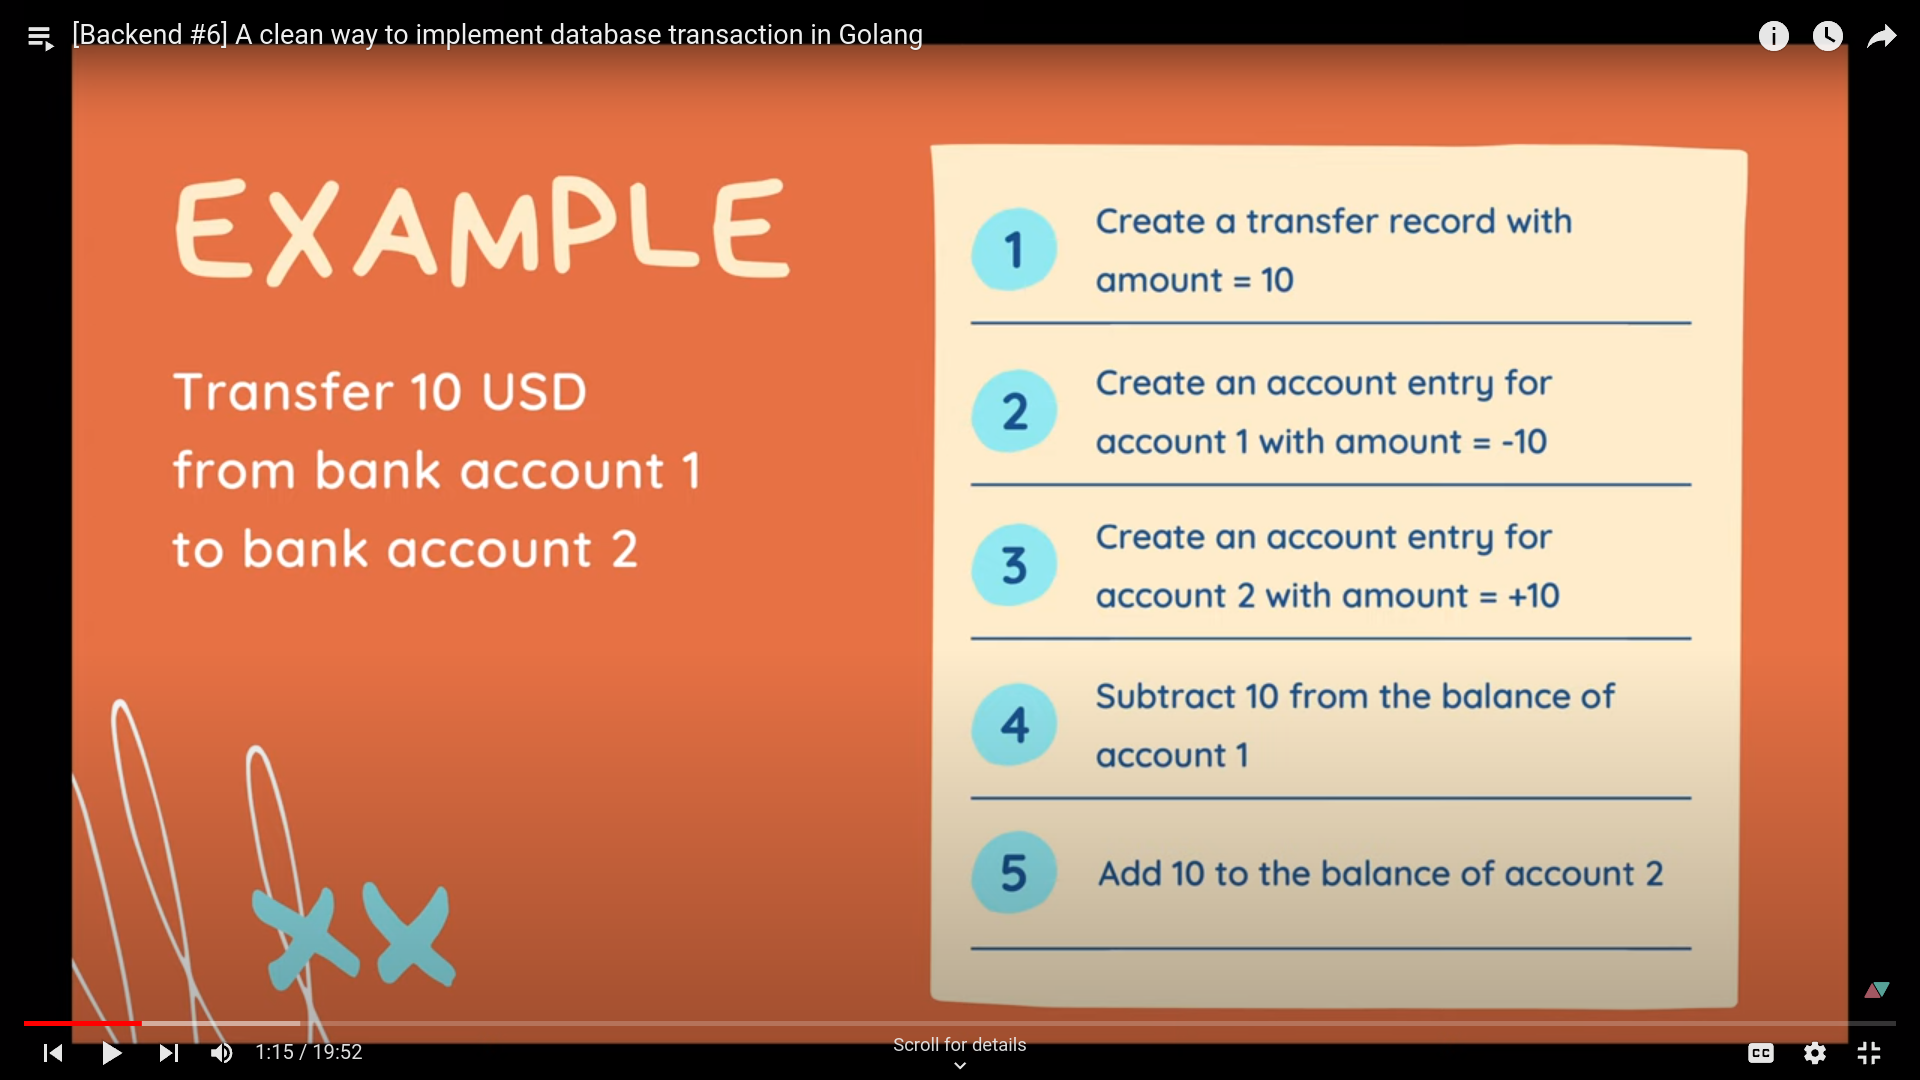 [Backend #6] A clean way to implement database transaction in Golang
EXAMPLE
Transfer 10 USD
from bank account 1
to bank account 2
1
Create a transfer record with
amount = 10
2
Create an account entry for
account 1 with amount = -10
3
Create an account entry for
account 2 with amount = +10
4
Subtract 10 from the balance of
account 1
5
Add 10 to the balance of account 2
1:15 / 19:52
Scroll for details
CC